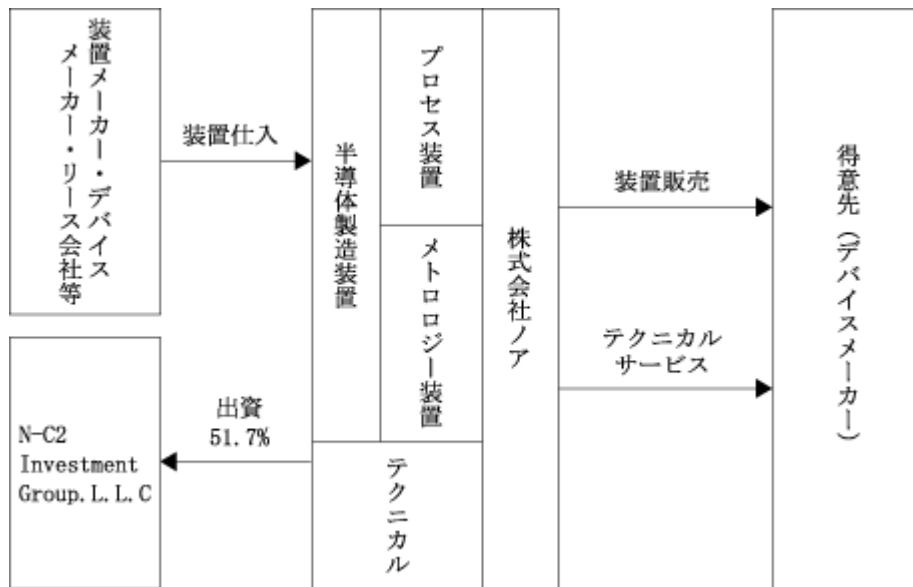 装置メーカー・デバイス
メーカー・リース会社等
装置仕入
N-C2
Investment
Group.L.L.C
出資
51.7%
半導体製造装置
プロセス装置
メトロロジー装置
テクニカル
株式会社ノア
装置販売
テクニカル
サービス
得意先（デバイスメーカー）